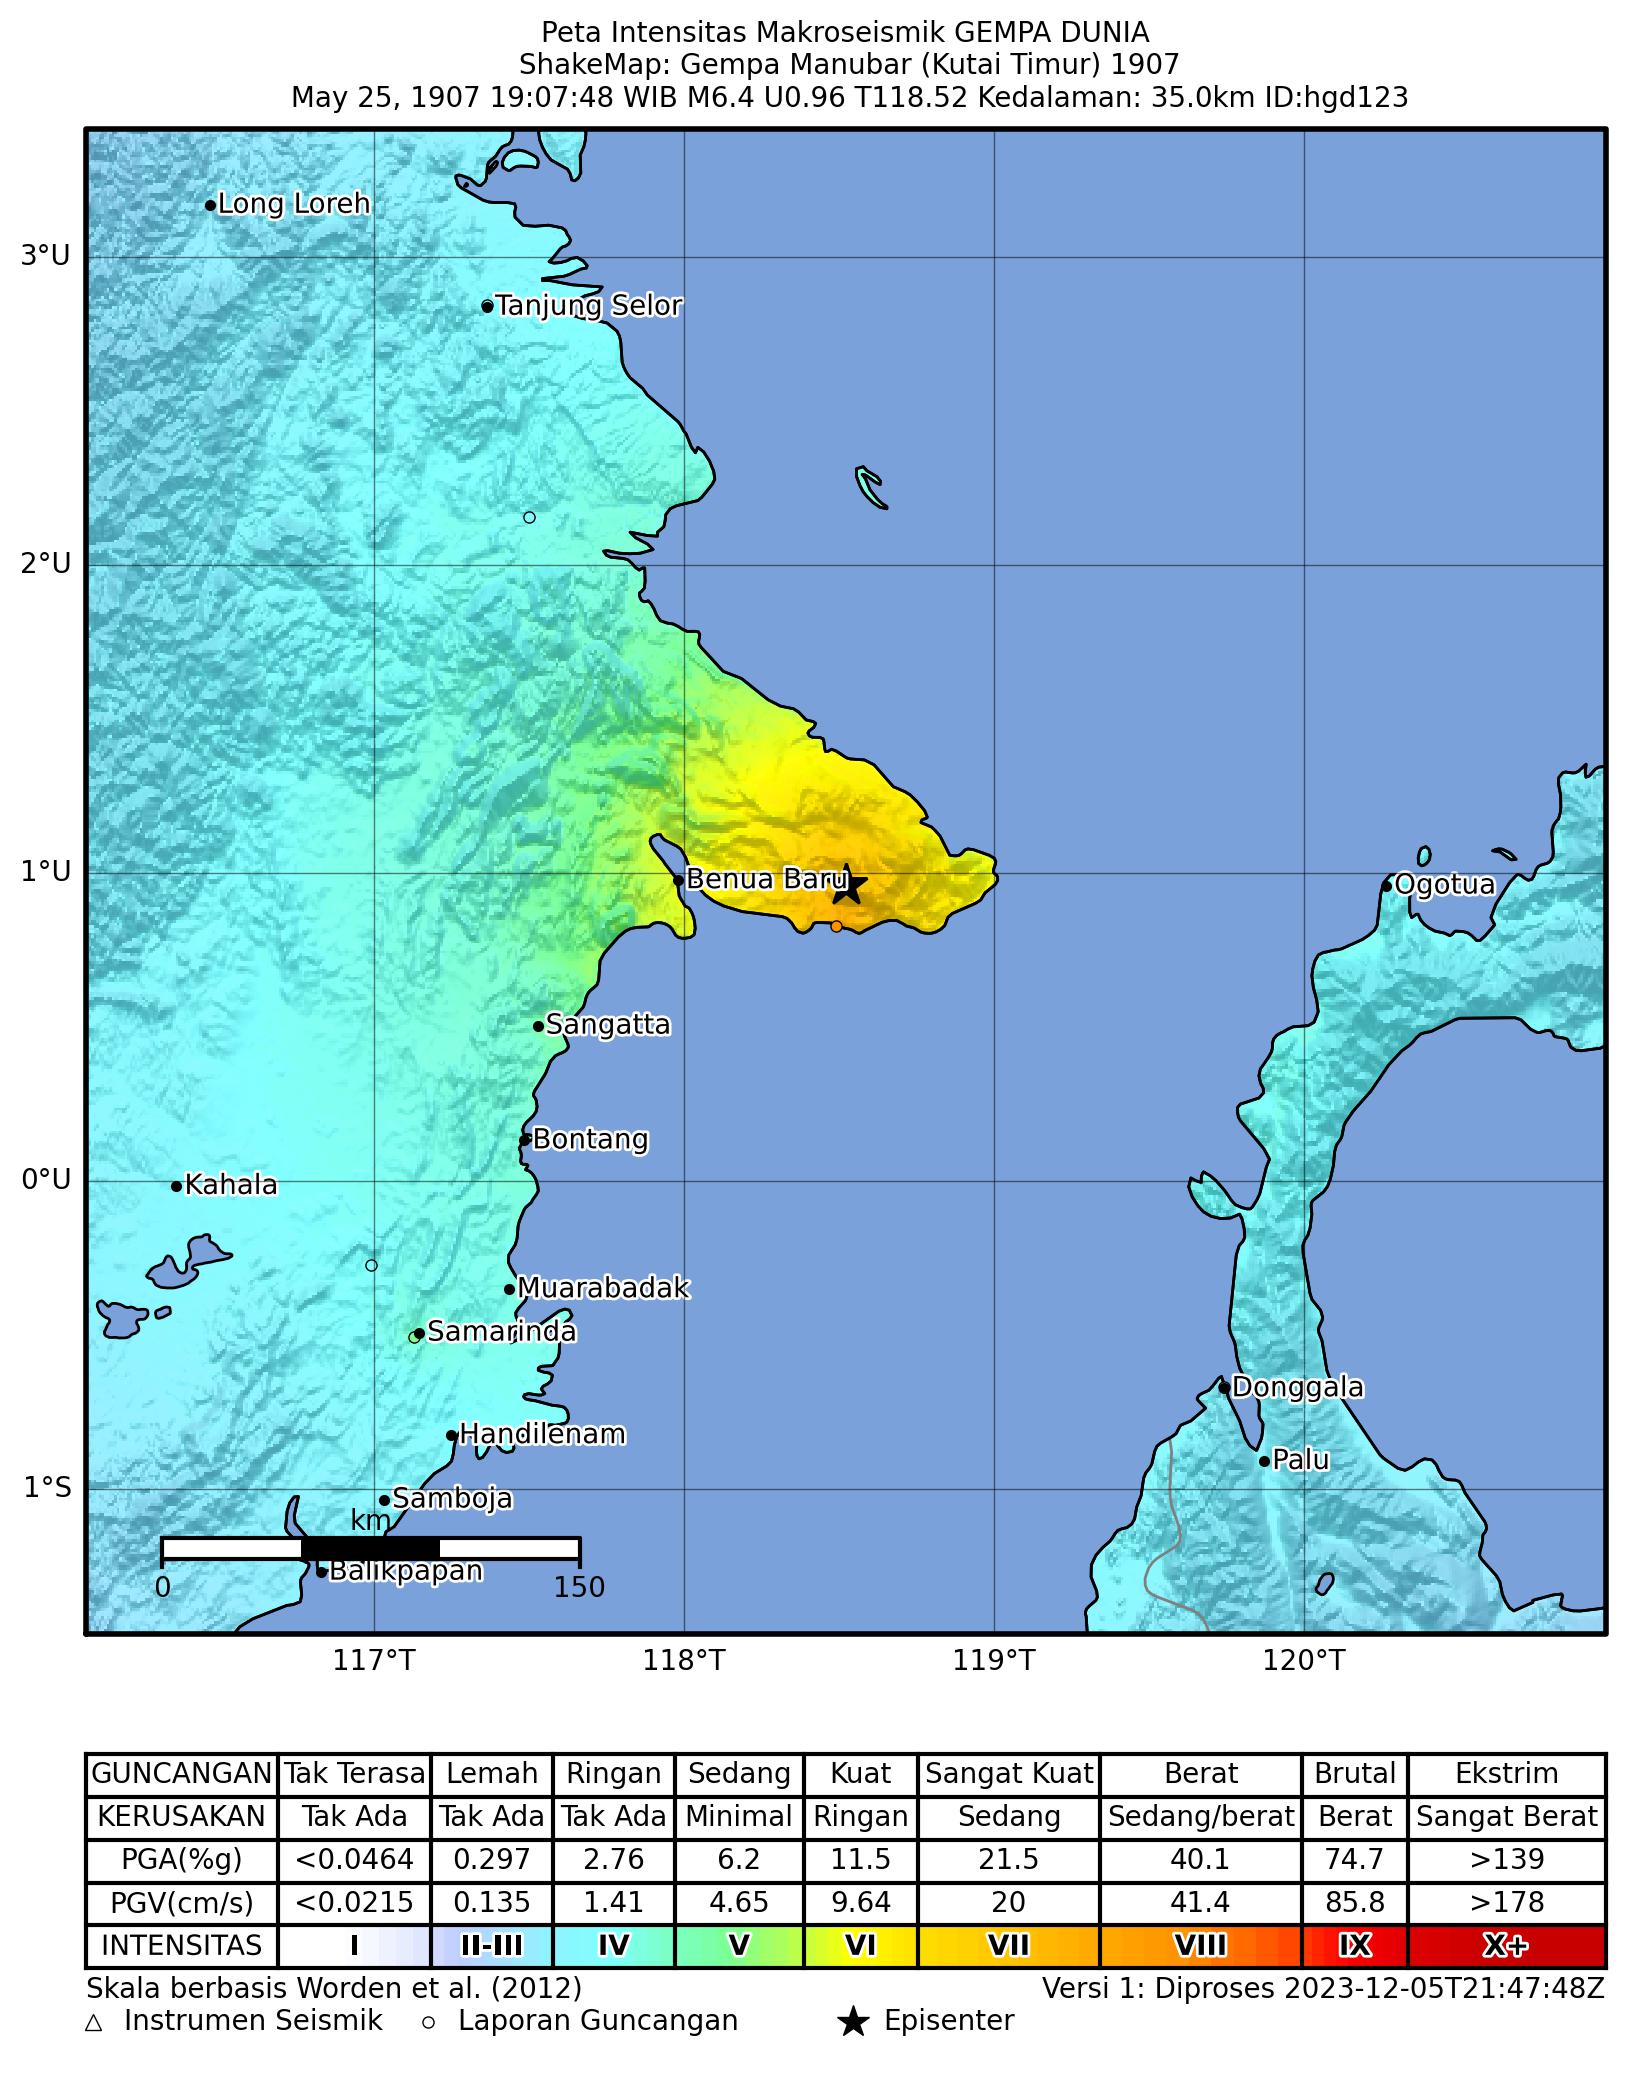 Peta Intensitas Makroseismik GEMPA DUNIA
ShakeMap: Gempa Manubar (Kutai Timur) 1907
May 25, 1907 19:07:48 WIB M6.4 U0.96 T118.52 Kedalaman: 35.0km ID:hgd123
Long Loreh
3°U
Tanjung Selor
2°U
1°U
Benua Baru
Ogotua
Sangatta
Bontang
0°U
Kahala
Muarabadak
Samarinda
Donggala
Handilenam
Palu
1°S
Samboja
km
Balikpapan
0 150
117°T 118°T 119°T 120°T
GUNCANGAN Tak Terasa Lemah Ringan Sedang Kuat Sangat Kuat Berat Brutal Ekstrim
KERUSAKAN Tak Ada Tak Ada Tak Ada Minimal Ringan Sedang Sedang/berat Berat Sangat Berat
PGA(%g) <0.0464 0.297 2.76 6.2 11.5 21.5 40.1 74.7 >139
PGV(cm/s) <0.0215 0.135 1.41 4.65 9.64 20 41.4 85.8 >178
INTENSITAS I II-III IV V VI VII VIII IX X+
Skala berbasis Worden et al. (2012) Versi 1: Diproses 2023-12-05T21:47:48Z
Instrumen Seismik Laporan Guncangan Episenter